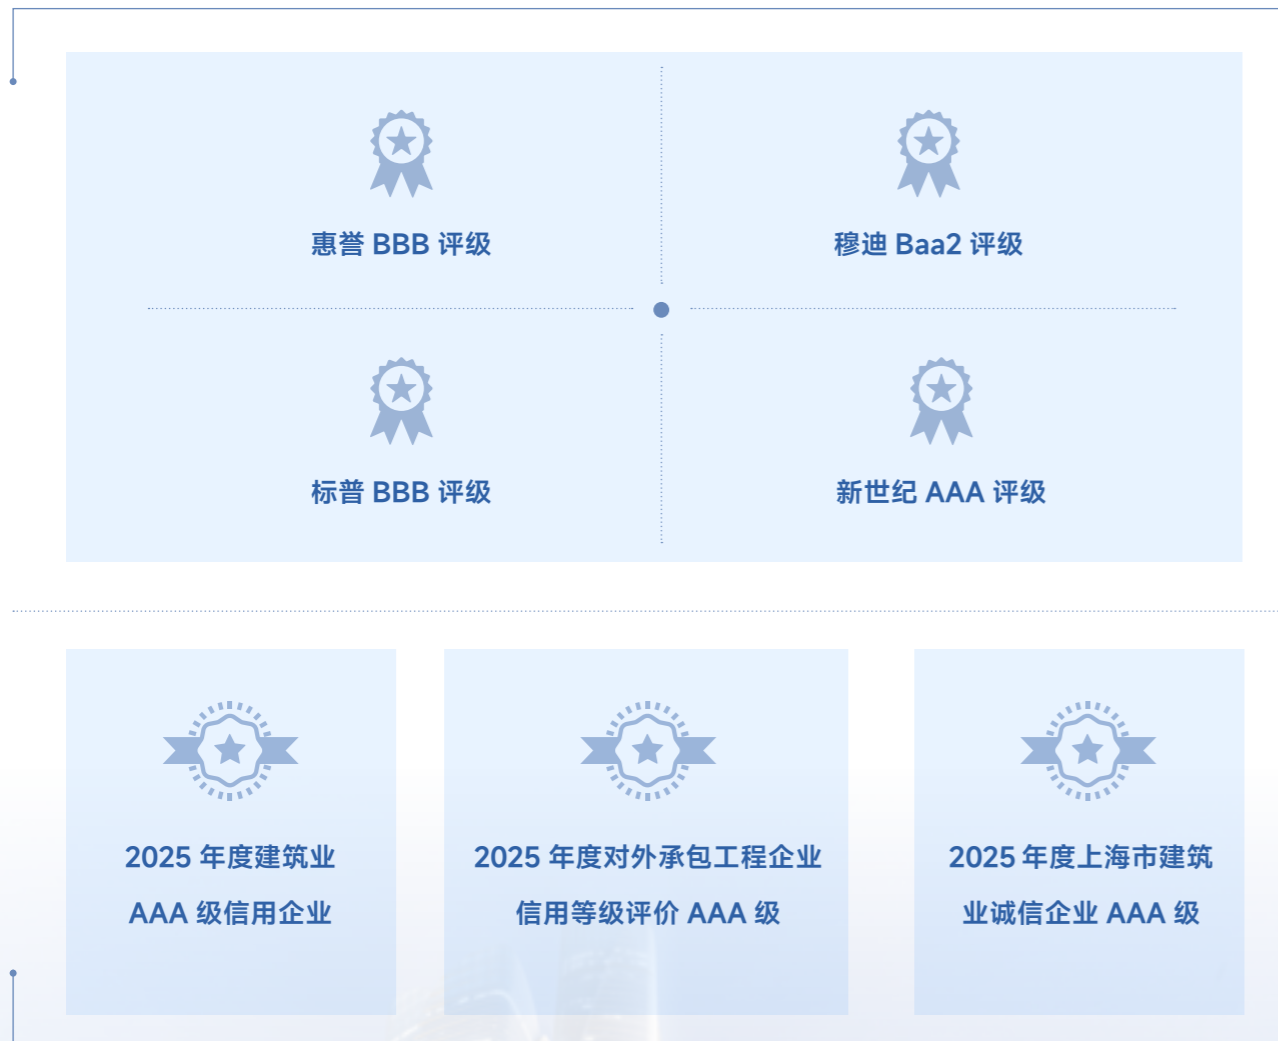 惠誉 BBB 评级
穆迪 Baa2 评级
标普 BBB 评级
新世纪 AAA 评级
2025 年度建筑业
AAA 级信用企业
2025 年度对外承包工程企业
信用等级评价 AAA 级
2025 年度上海市建筑
业诚信企业 AAA 级